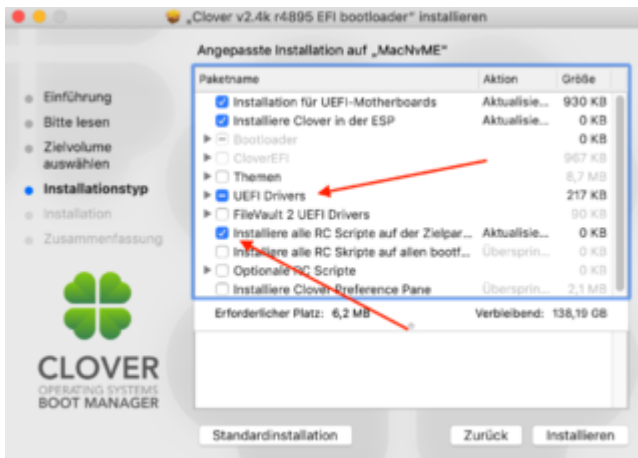 „Clover v2.4k r4895 EFI bootloader“ installieren
Angepasste Installation auf „MacNvME“
Paketname Aktion Größe
Installation für UEFI-Motherboards Aktualisie... 930 KB
Installiere Clover in der ESP Aktualisie... 0 KB
Bootloader 0 KB
CloverEFI 967 KB
Themen 8,7 MB
UEFI Drivers 217 KB
FileVault 2 UEFI Drivers 90 KB
Installiere alle RC Scripte auf der Zielpar... Aktualisie... 0 KB
Installiere alle RC Skripte auf allen bootf... Übersprin... 0 KB
Optionale RC Scripte 0 KB
Installiere Clover Preference Pane Übersprin... 2,1 MB
Erforderlicher Platz: 6,2 MB Verbleibend: 138,19 GB
Einführung
Bitte lesen
Zielvolume
auswählen
Installationstyp
Installation
Zusammenfassung
CLOVER
OPERATING SYSTEMS
BOOT MANAGER
Standardinstallation Zurück Installieren